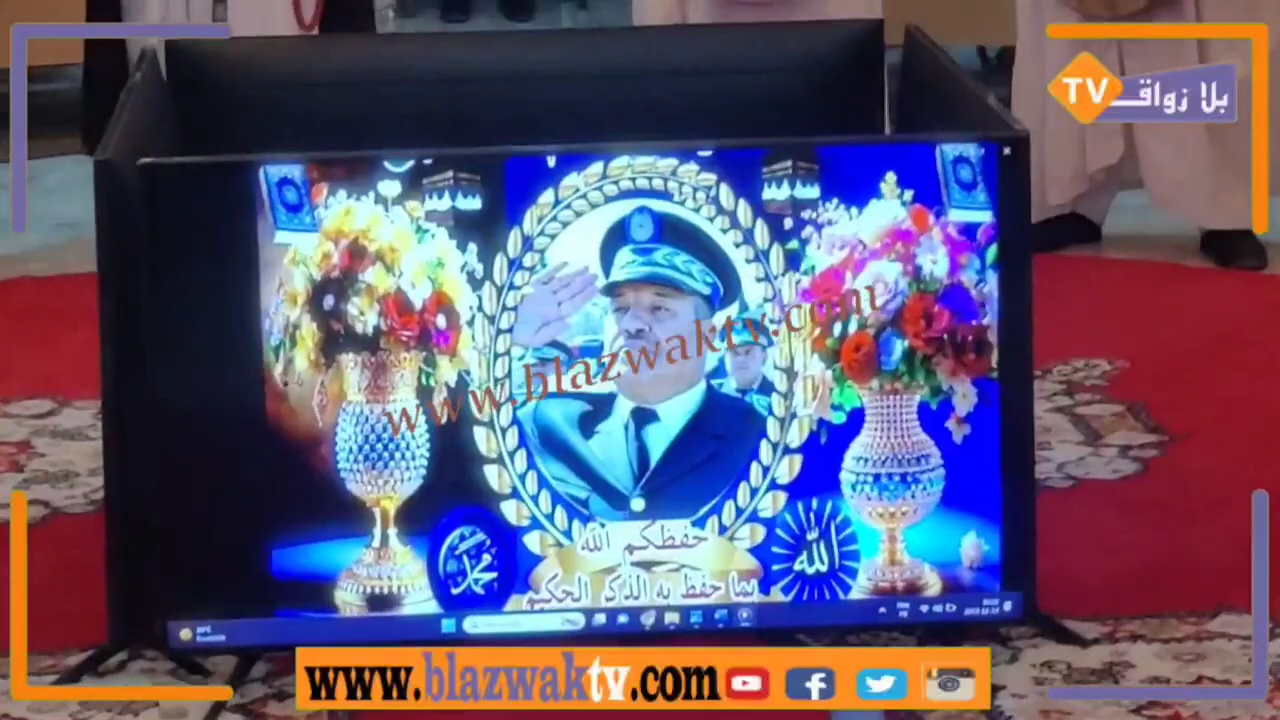 TV بلا زواق
www.blazwaktv.com
حفظكم الله
بما حفظ به الذكر الحكيم
محمد
الله
www.blazwaktv.com